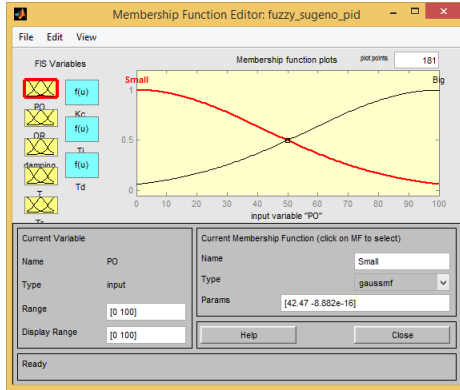 Membership Function Editor: fuzzy_sugeno_pid
File Edit View
FIS Variables
Membership function plots plot points: 181
PO
f(u)
Kc
OR
f(u)
Ti
damping
f(u)
Td
T
Tr
Small Big
1
0.5
0
0 10 20 30 40 50 60 70 80 90 100
input variable "PO"
Current Variable
Name PO
Type input
Range [0 100]
Display Range [0 100]
Current Membership Function (click on MF to select)
Name Small
Type gaussmf
Params [42.47 -8.882e-16]
Help Close
Ready